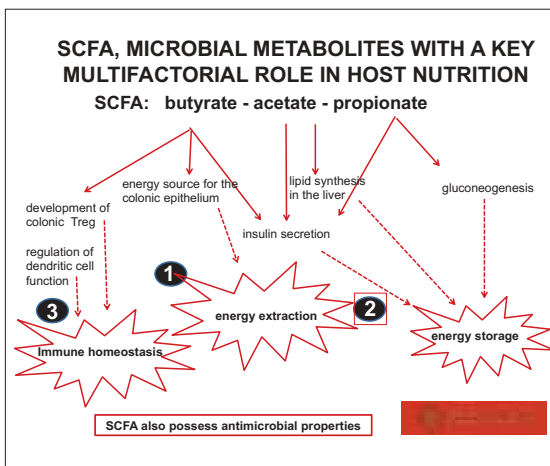 SCFA, MICROBIAL METABOLITES WITH A KEY
MULTIFACTORIAL ROLE IN HOST NUTRITION
SCFA: butyrate - acetate - propionate
energy source for the
colonic epithelium
lipid synthesis
in the liver
gluconeogenesis
development of
colonic Treg
insulin secretion
regulation of
dendritic cell
function
1
2
3
energy extraction
energy storage
Immune homeostasis
SCFA also possess antimicrobial properties